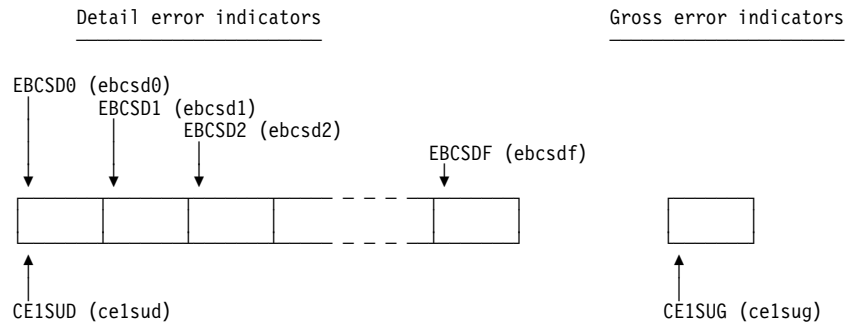 Detail error indicators
Gross error indicators
EBCSD0 (ebcsd0)
EBCSD1 (ebcsd1)
EBCSD2 (ebcsd2)
EBCSDF (ebcsdf)
CE1SUD (ce1sud)
CE1SUG (ce1sug)